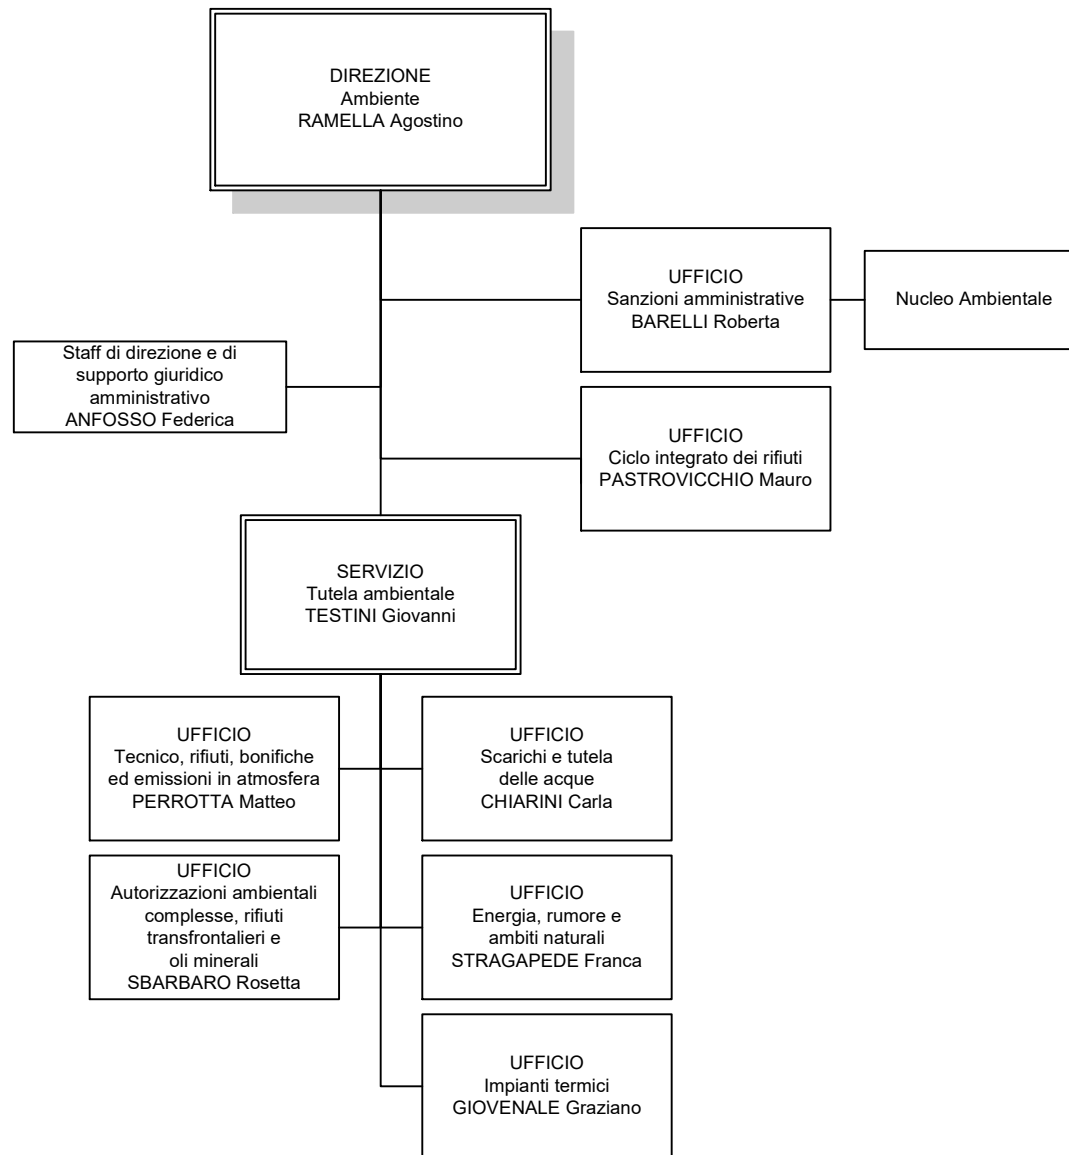 DIREZIONE
Ambiente
RAMELLA Agostino
UFFICIO
Sanzioni amministrative
BARELLI Roberta
Nucleo Ambientale
Staff di direzione e di
supporto giuridico
amministrativo
ANFOSSO Federica
UFFICIO
Ciclo integrato dei rifiuti
PASTROVICCHIO Mauro
SERVIZIO
Tutela ambientale
TESTINI Giovanni
UFFICIO
Tecnico, rifiuti, bonifiche
ed emissioni in atmosfera
PERROTTA Matteo
UFFICIO
Scarichi e tutela
delle acque
CHIARINI Carla
UFFICIO
Autorizzazioni ambientali
complesse, rifiuti
transfrontalieri e
oli minerali
SBARBARO Rosetta
UFFICIO
Energia, rumore e
ambiti naturali
STRAGAPEDE Franca
UFFICIO
Impianti termici
GIOVENALE Graziano